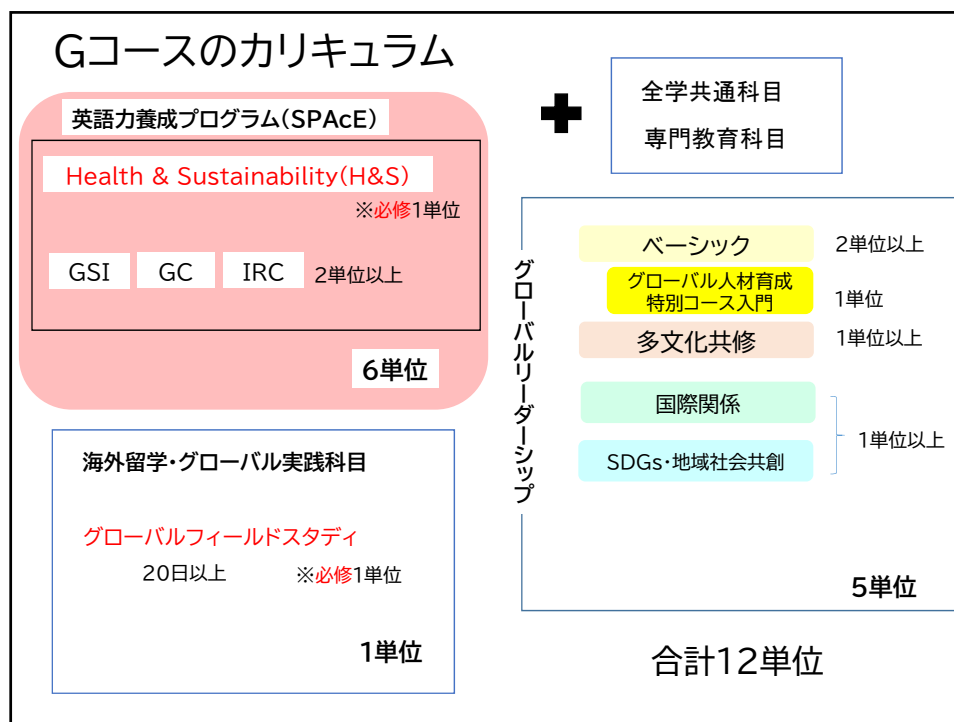 Gコースのカリキュラム
英語力養成プログラム(SPAcE)
Health & Sustainability(H&S)
※必修1単位
GSI GC IRC 2単位以上
6単位
海外留学・グローバル実践科目
グローバルフィールドスタディ
20日以上 ※必修1単位
1単位
全学共通科目
専門教育科目
グローバルリーダーシップ
ベーシック 2単位以上
グローバル人材育成
特別コース入門 1単位
多文化共修 1単位以上
国際関係
SDGs・地域社会共創
1単位以上
5単位
合計12単位